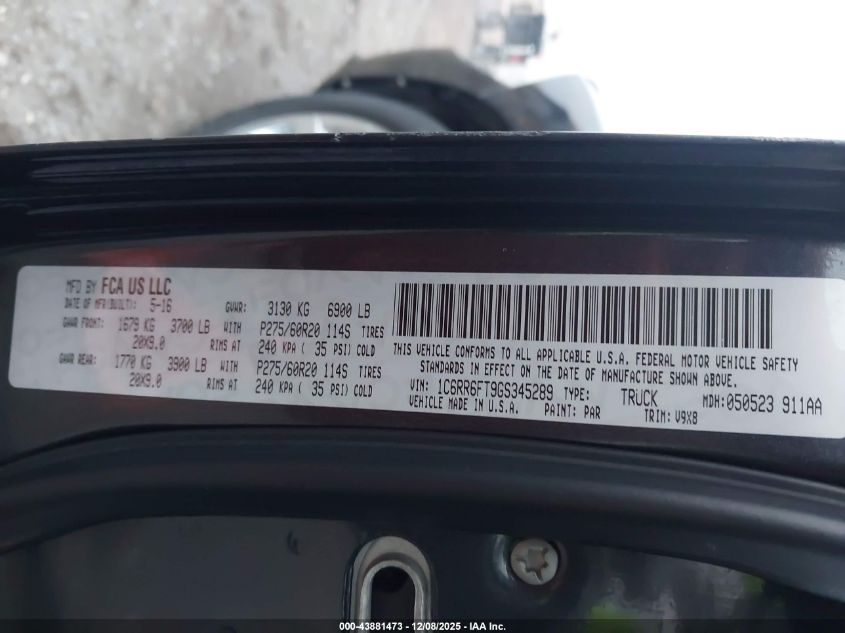 MFD BY FCA US LLC
DATE OF MFR(BUILT): 5-16 GVWR: 3130 KG 6900 LB
GAWR FRONT: 1679 KG 3700 LB WITH P275/60R20 114S TIRES
20X9.0 RIMS AT 240 KPA ( 35 PSI) COLD
GAWR REAR: 1770 KG 3900 LB WITH P275/60R20 114S TIRES
20X9.0 RIMS AT 240 KPA ( 35 PSI) COLD
THIS VEHICLE CONFORMS TO ALL APPLICABLE U.S.A. FEDERAL MOTOR VEHICLE SAFETY
STANDARDS IN EFFECT ON THE DATE OF MANUFACTURE SHOWN ABOVE.
VIN: 1C6RR6FT9GS345289 TYPE: TRUCK MDH:050523 911AA
VEHICLE MADE IN U.S.A. PAINT: PAR TRIM: V9X8
000-43881473 - 12/08/2025 - IAA Inc.